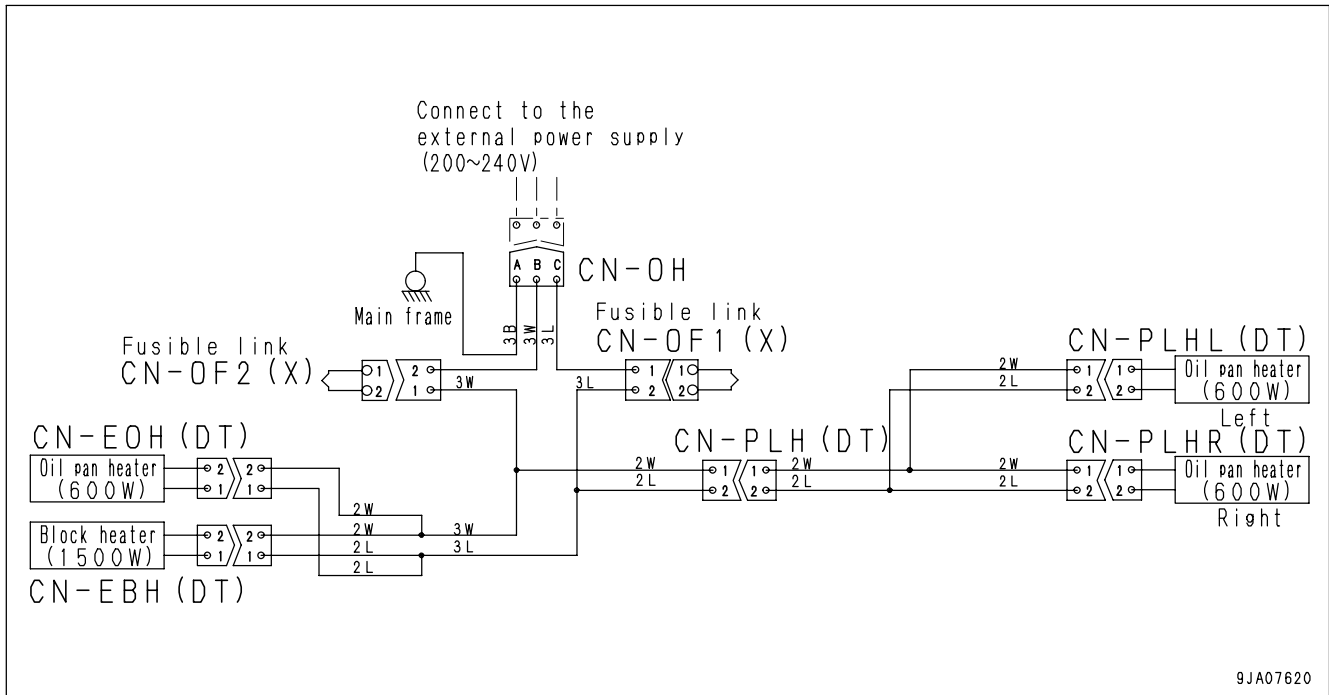 Connect to the
external power supply
(200~240V)
A B C
CN-OH
Main frame
3B
3W
3L
Fusible link
CN-OF1 (X)
Fusible link
CN-OF2 (X)
1 2
2 1
3W
3L
1 1
2 2
CN-PLHL (DT)
2W
2L
1 1
2 2
Oil pan heater
(600W)
Left
CN-EOH (DT)
Oil pan heater
(600W)
2 2
1 1
CN-PLH (DT)
2W
2L
1 1
2 2
2W
2L
CN-PLHR (DT)
2W
2L
1 1
2 2
Oil pan heater
(600W)
Right
Block heater
(1500W)
2 2
1 1
2W
2W
2L
2L
3W
3L
CN-EBH (DT)
9JA07620